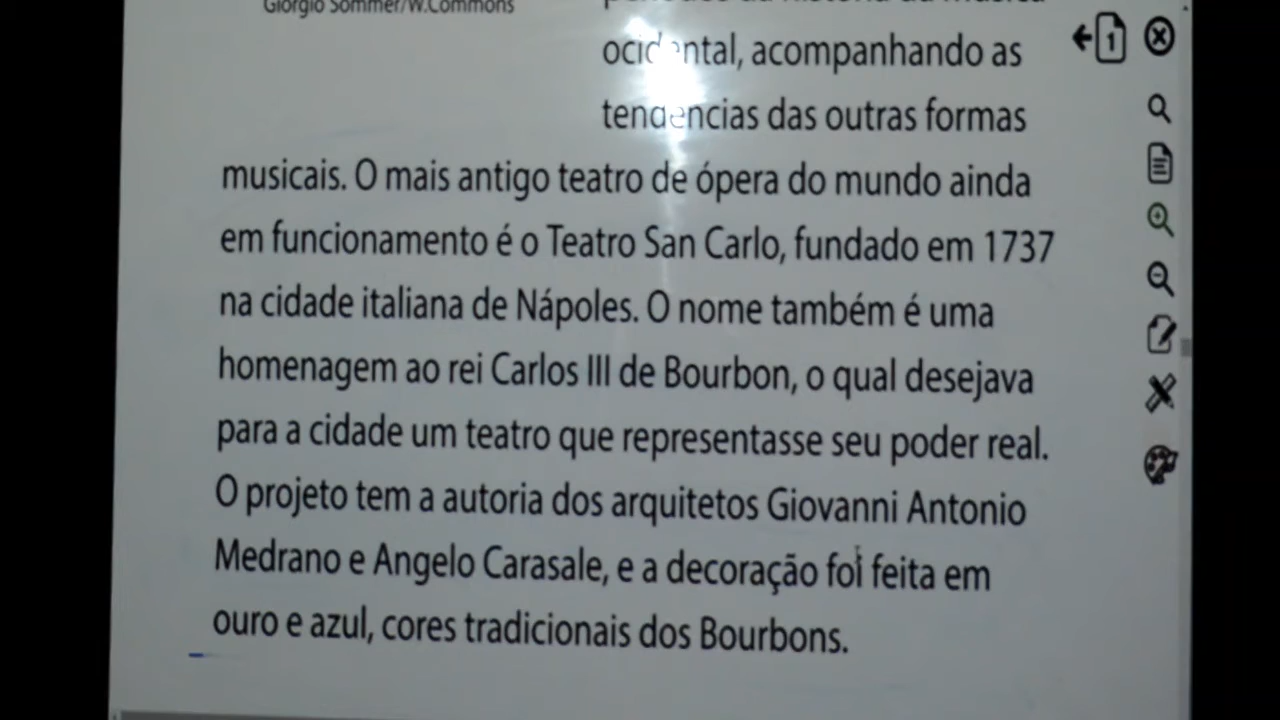 Giorgio Sommer/W.Commons
ocidental, acompanhando as
tendências das outras formas
musicais. O mais antigo teatro de ópera do mundo ainda
em funcionamento é o Teatro San Carlo, fundado em 1737
na cidade italiana de Nápoles. O nome também é uma
homenagem ao rei Carlos III de Bourbon, o qual desejava
para a cidade um teatro que representasse seu poder real.
O projeto tem a autoria dos arquitetos Giovanni Antonio
Medrano e Angelo Carasale, e a decoração foi feita em
ouro e azul, cores tradicionais dos Bourbons.
1